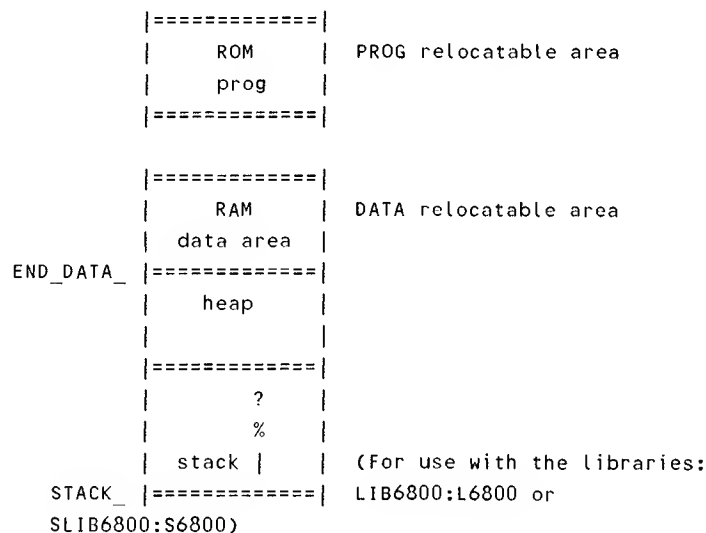 |=============|
| ROM | PROG relocatable area
| prog |
|=============|
|=============|
| RAM | DATA relocatable area
| data area |
END_DATA_ |=============|
| heap |
| |
|=============|
| ? |
| % |
| stack | | (For use with the libraries:
STACK_ |=============| LIB6800:L6800 or
SLIB6800:S6800)